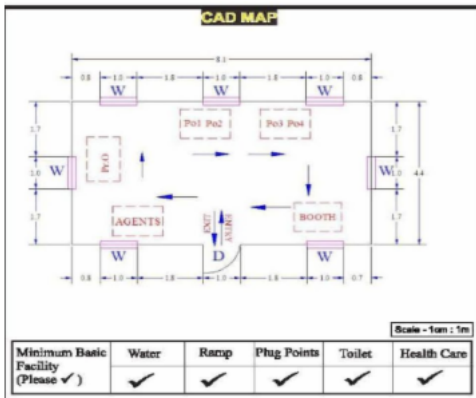 CAD MAP
8.1
0.8 1.0 1.8 1.0 1.8 1.0 0.7
W W W
Po1 Po2 Po3 Po4
1.7 1.7
PrO
W 1.0 4.4
W 1.0
1.7 1.7
AGENTS EXIT ENTRY BOOTH
W D W
0.8 1.0 1.8 1.0 1.8 1.0 0.7
Scale - 1cm : 1m
Minimum Basic Facility (Please ✓) Water Ramp Plug Points Toilet Health Care
✓ ✓ ✓ ✓ ✓